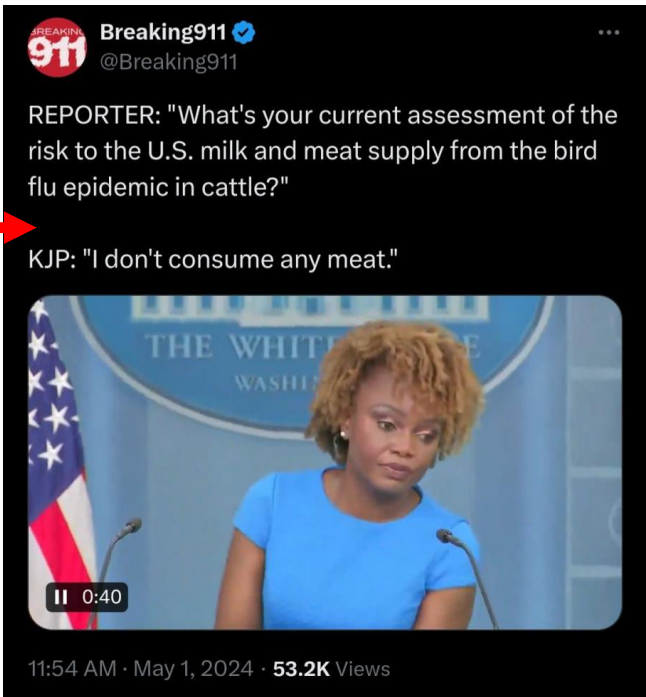 BREAKING
911
Breaking911
@Breaking911
REPORTER: "What's your current assessment of the
risk to the U.S. milk and meat supply from the bird
flu epidemic in cattle?"
KJP: "I don't consume any meat."
THE WHIT E
WASHI
0:40
11:54 AM · May 1, 2024 · 53.2K Views